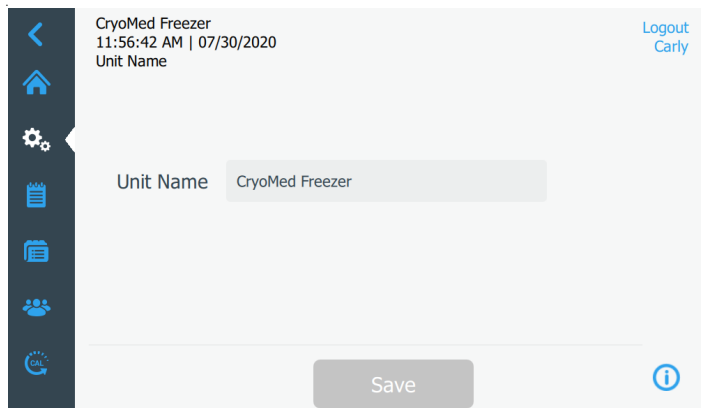 CryoMed Freezer
11:56:42 AM | 07/30/2020
Unit Name
Logout
Carly
Unit Name
CryoMed Freezer
CAL
Save